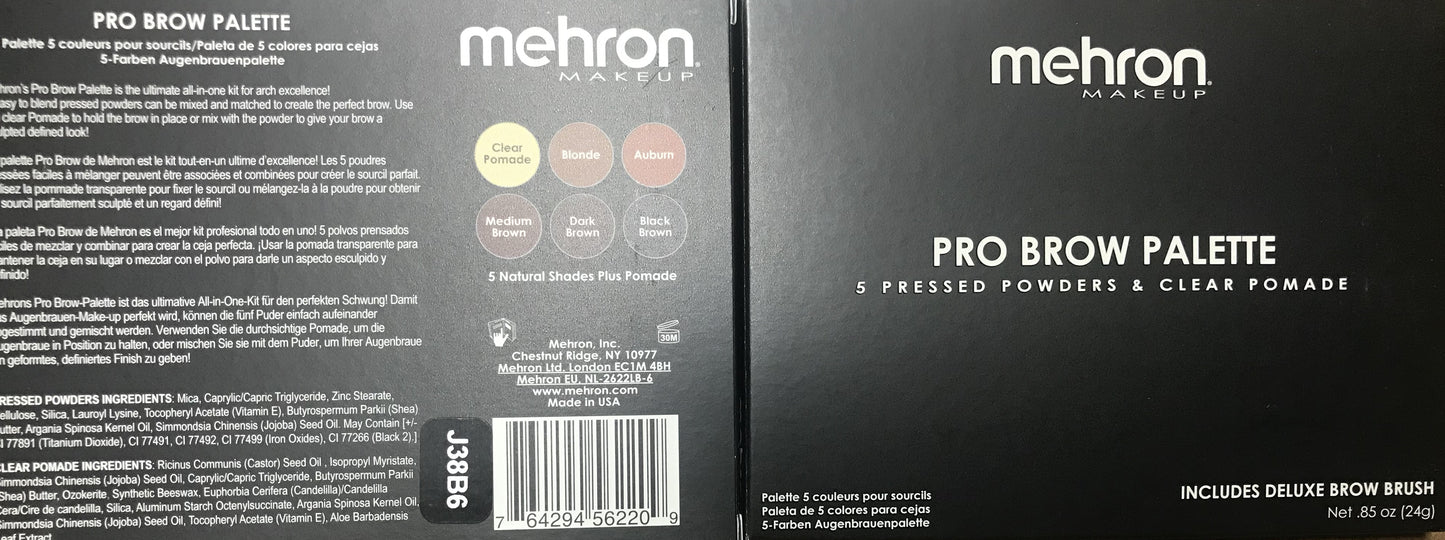 PRO BROW PALETTE
Palette 5 couleurs pour sourcils/Paleta de 5 colores para cejas
5-Farben Augenbrauenpalette
Pro Brow Palette is the ultimate all-in-one kit for arch excellence!
to blend pressed powders can be mixed and matched to create the perfect brow. Use
clear Pomade to hold the brow in place or mix with the powder to give your brow a
defined look!
palette Pro Brow de Mehron est le kit tout-en-un ultime d'excellence! Les 5 poudres
faciles à mélanger peuvent être associées et combinées pour créer le sourcil parfait.
la pommade transparente pour fixer le sourcil ou mélangez-la à la poudre pour obtenir
sourcil parfaitement sculpté et un regard défini!
paleta Pro Brow de Mehron es el mejor kit profesional todo en uno! 5 polvos prensados
de mezclar y combinar para crear la ceja perfecta. ¡Usar la pomada transparente para
la ceja en su lugar o mezclar con el polvo para darle un aspecto esculpido y
Pro Brow-Palette ist das ultimative All-in-One-Kit für den perfekten Schwung! Damit
Augenbrauen-Make-up perfekt wird, können die fünf Puder einfach aufeinander
und gemischt werden. Verwenden Sie die durchsichtige Pomade, um die
in Position zu halten, oder mischen Sie sie mit dem Puder, um Ihrer Augenbraue
geformtes, definiertes Finish zu geben!
INGREDIENTS: Mica, Caprylic/Capric Triglyceride, Zinc Stearate,
Silica, Lauroyl Lysine, Tocopheryl Acetate (Vitamin E), Butyrospermum Parkii (Shea)
Argania Spinosa Kernel Oil, Simmondsia Chinensis (Jojoba) Seed Oil. May Contain [+/-
77891 (Titanium Dioxide), CI 77491, CI 77492, CI 77499 (Iron Oxides), CI 77266 (Black 2).]
POMADE INGREDIENTS: Ricinus Communis (Castor) Seed Oil , Isopropyl Myristate,
Chinensis (Jojoba) Seed Oil, Caprylic/Capric Triglyceride, Butyrospermum Parkii
Butter, Ozokerite, Synthetic Beeswax, Euphorbia Cerifera (Candelilla)/Candelilla
Cera/Cire de candelilla, Silica, Aluminum Starch Octenylsuccinate, Argania Spinosa Kernel Oil,
Chinensis (Jojoba) Seed Oil, Tocopheryl Acetate (Vitamin E), Aloe Barbadensis
Extract
mehron
MAKEUP
Clear
Pomade
Blonde
Auburn
Medium
Brown
Dark
Brown
Black
Brown
5 Natural Shades Plus Pomade
30M
Mehron, Inc.
Chestnut Ridge, NY 10977
Mehron Ltd. London EC1M 4BH
Mehron EU, NL-2622LB-6
www.mehron.com
Made in USA
J38B6
7 64294 56220 9
mehron
MAKEUP
PRO BROW PALETTE
5 PRESSED POWDERS & CLEAR POMADE
Palette 5 couleurs pour sourcils
Paleta de 5 colores para cejas
5-Farben Augenbrauenpalette
INCLUDES DELUXE BROW BRUSH
Net .85 oz (24g)